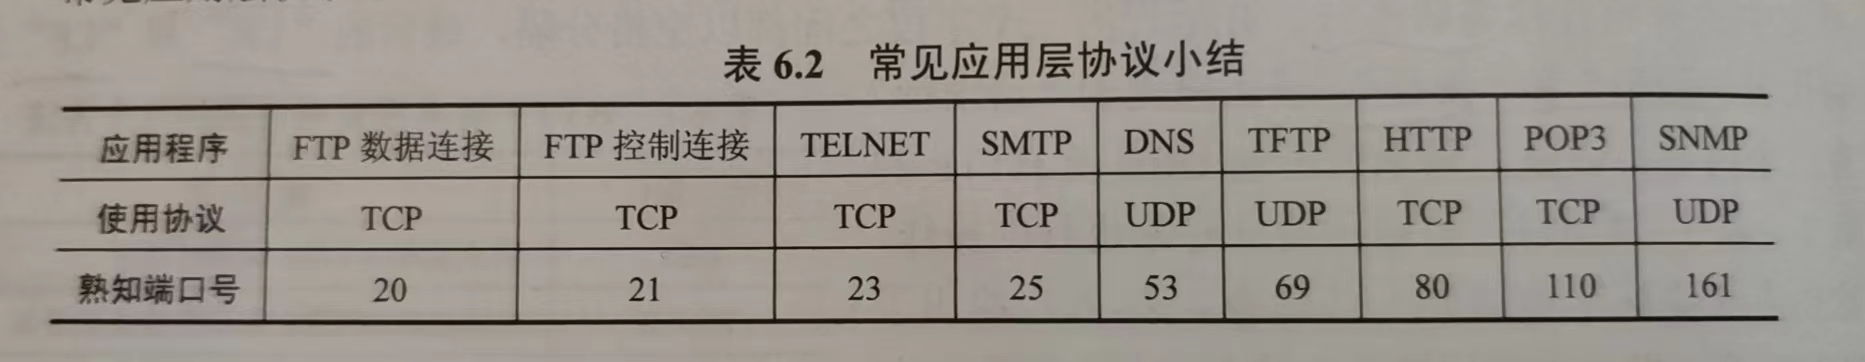 表 6.2 常见应用层协议小结
应用程序 FTP 数据连接 FTP 控制连接 TELNET SMTP DNS TFTP HTTP POP3 SNMP
使用协议 TCP TCP TCP TCP UDP UDP TCP TCP UDP
熟知端口号 20 21 23 25 53 69 80 110 161